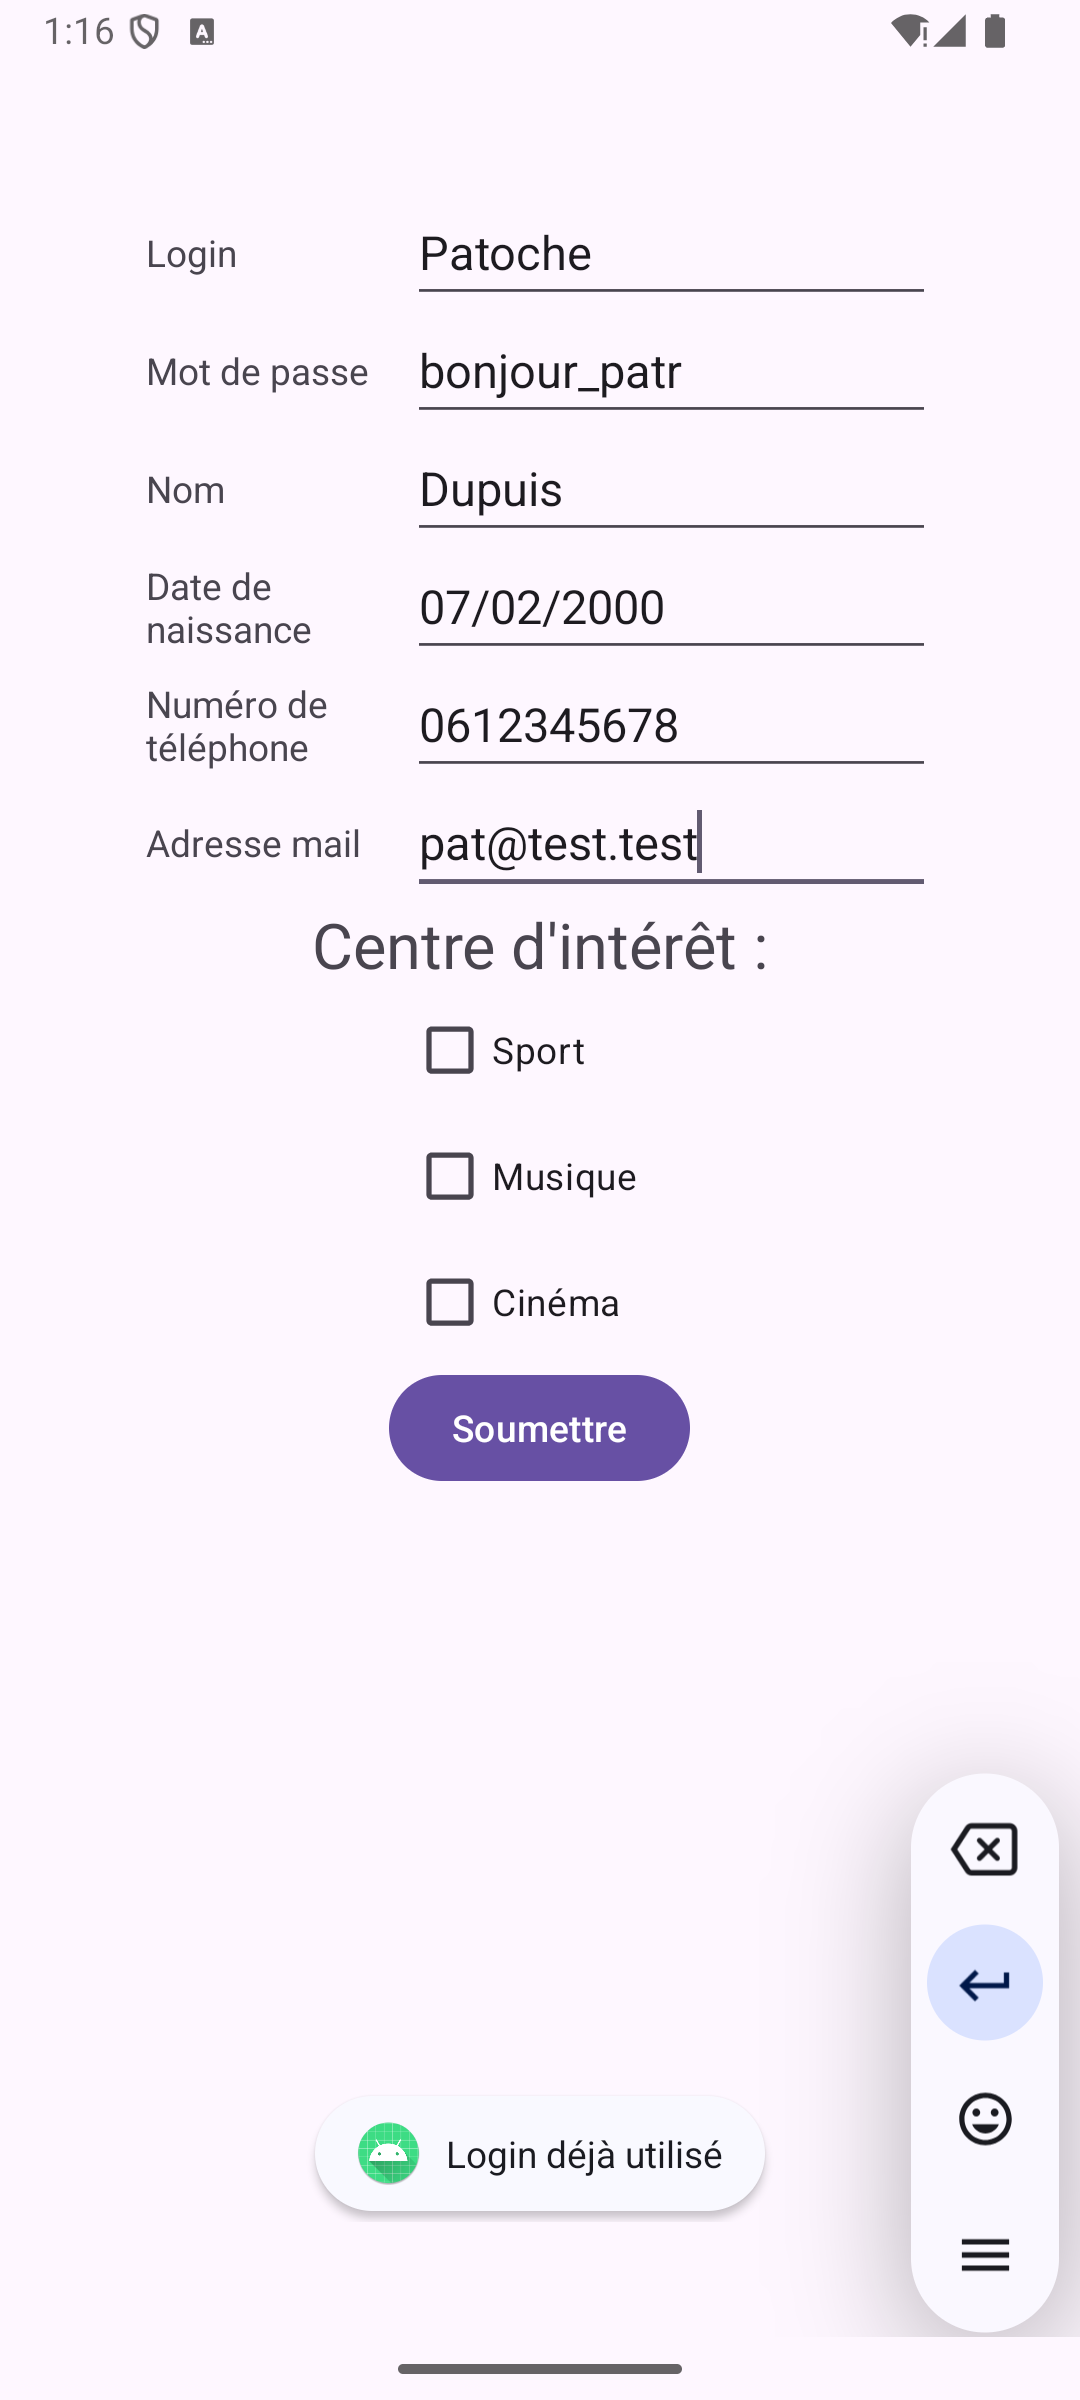 1:16
Login Patoche
Mot de passe bonjour_patr
Nom Dupuis
Date de
naissance 07/02/2000
Numéro de
téléphone 0612345678
Adresse mail pat@test.test
Centre d'intérêt :
Sport
Musique
Cinéma
Soumettre
Login déjà utilisé